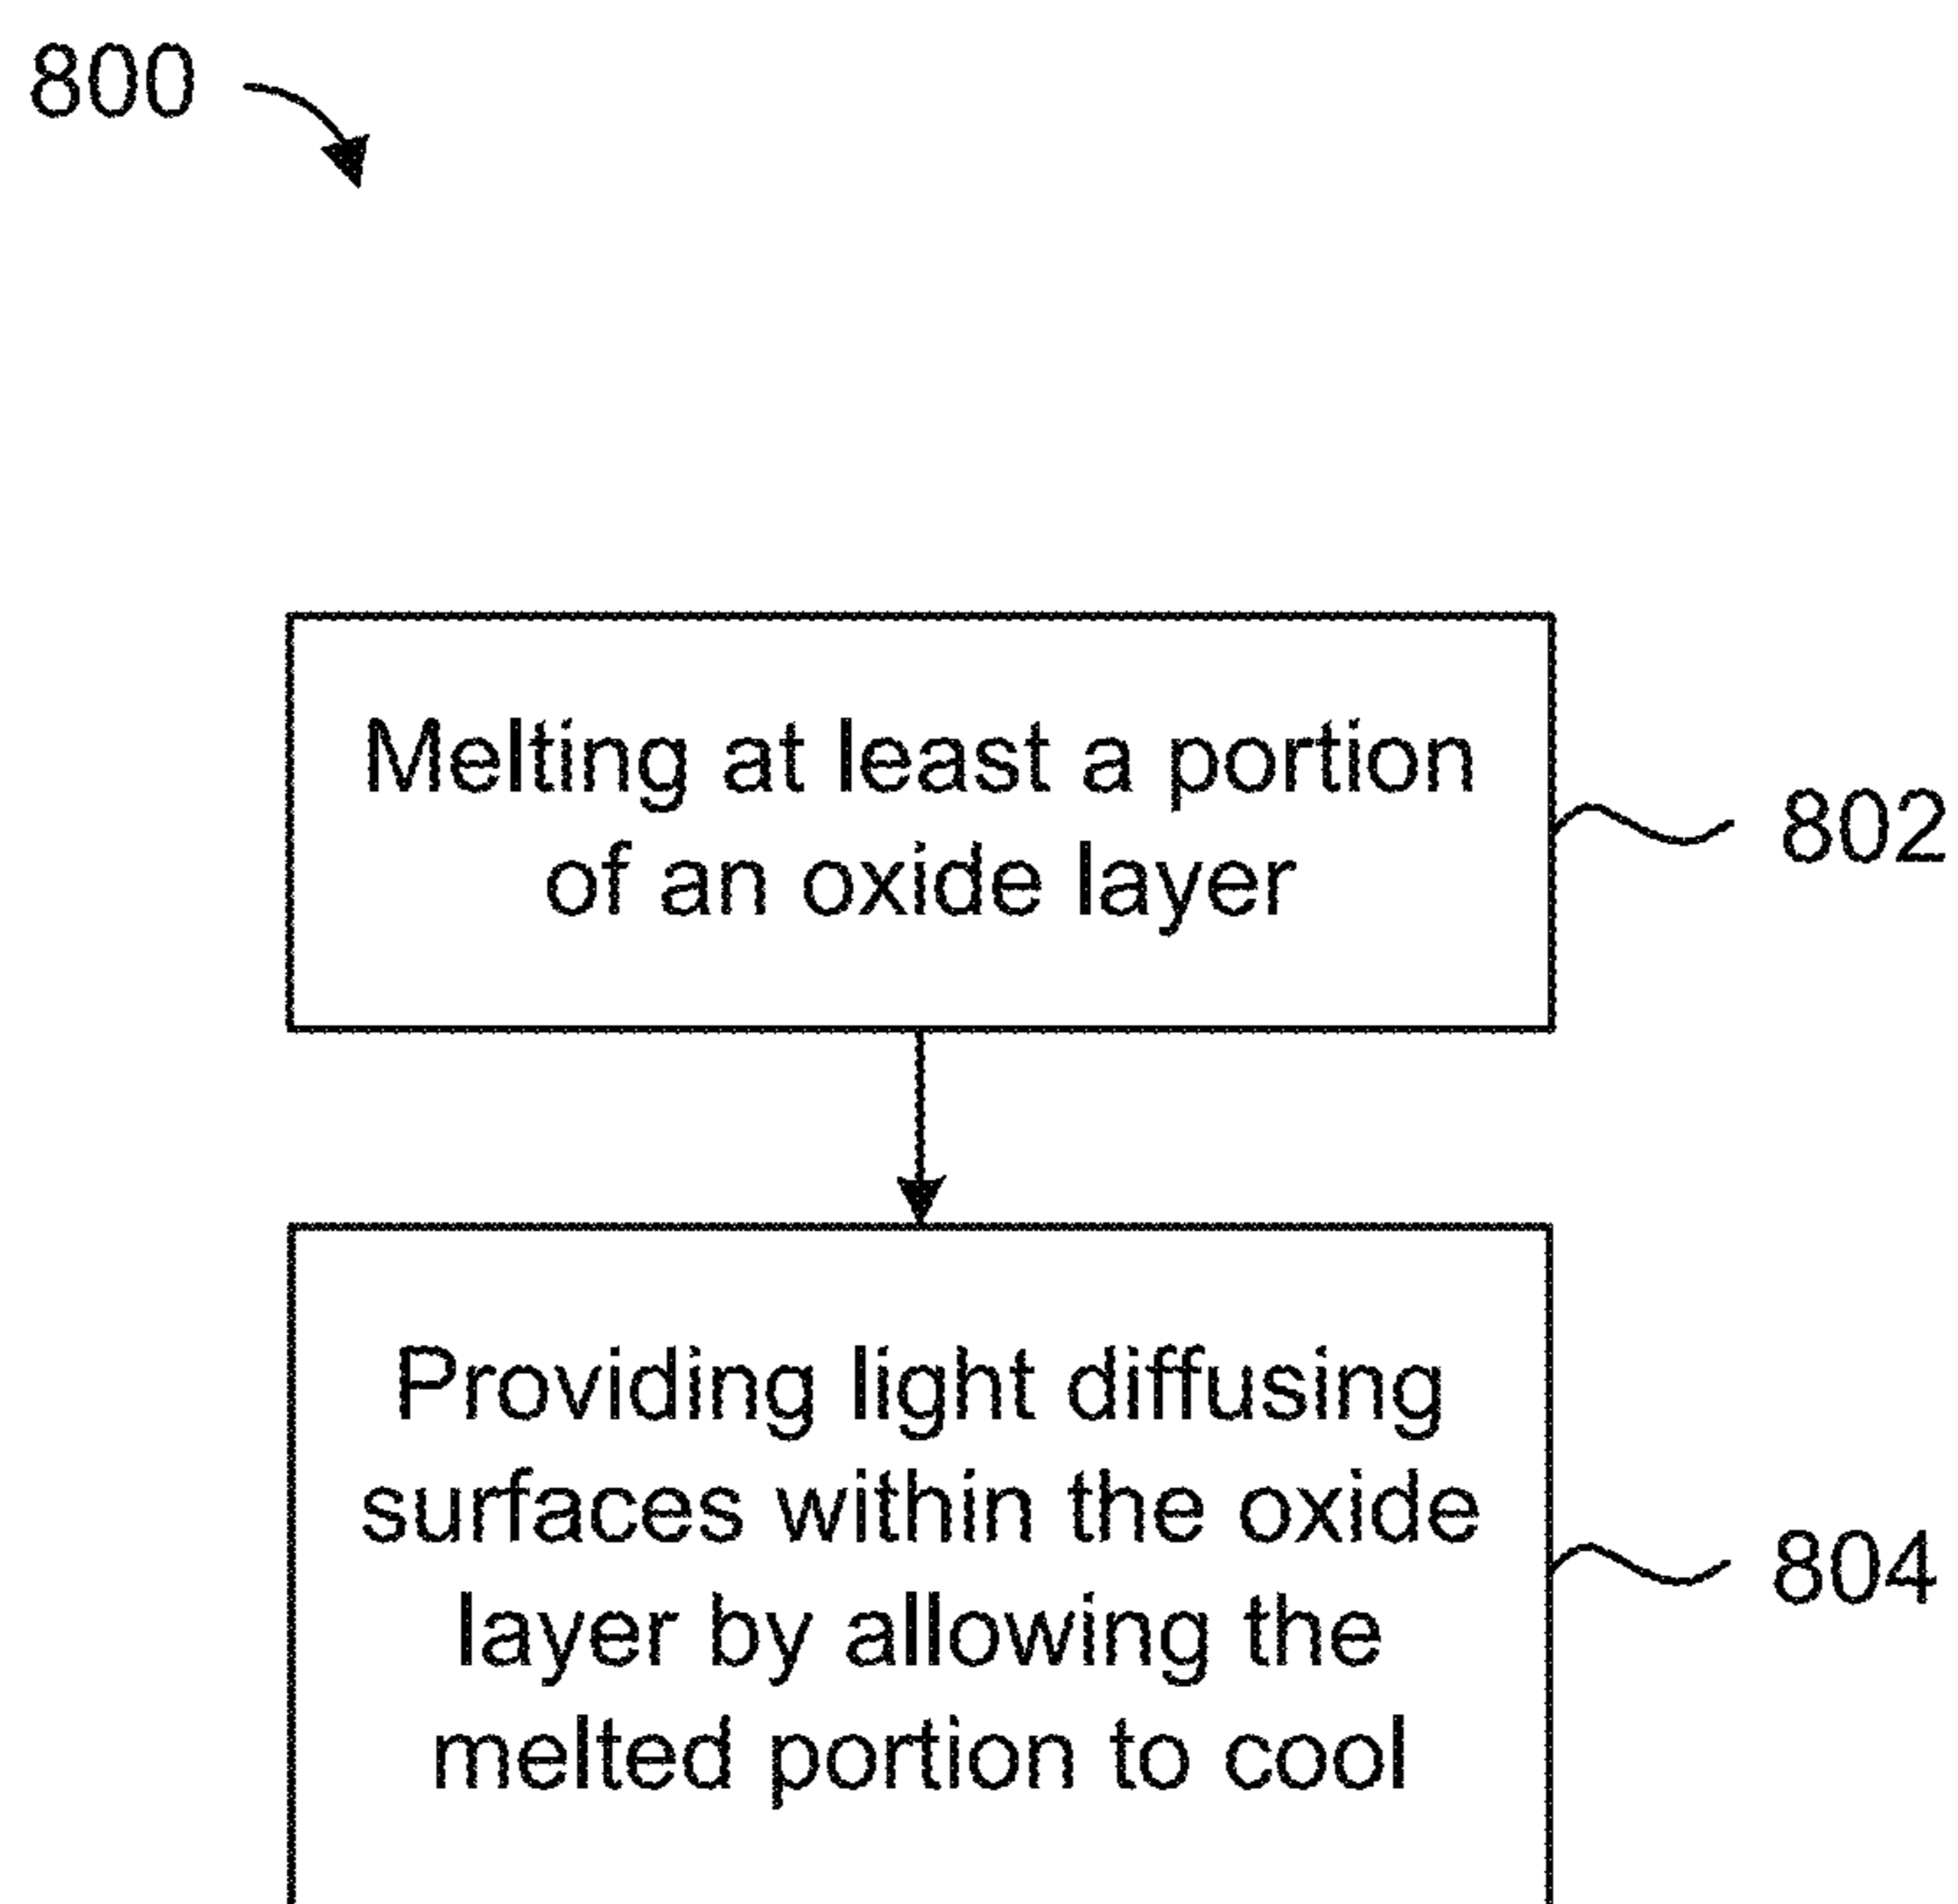 800
Melting at least a portion
of an oxide layer
802
Providing light diffusing
surfaces within the oxide
layer by allowing the
melted portion to cool
804